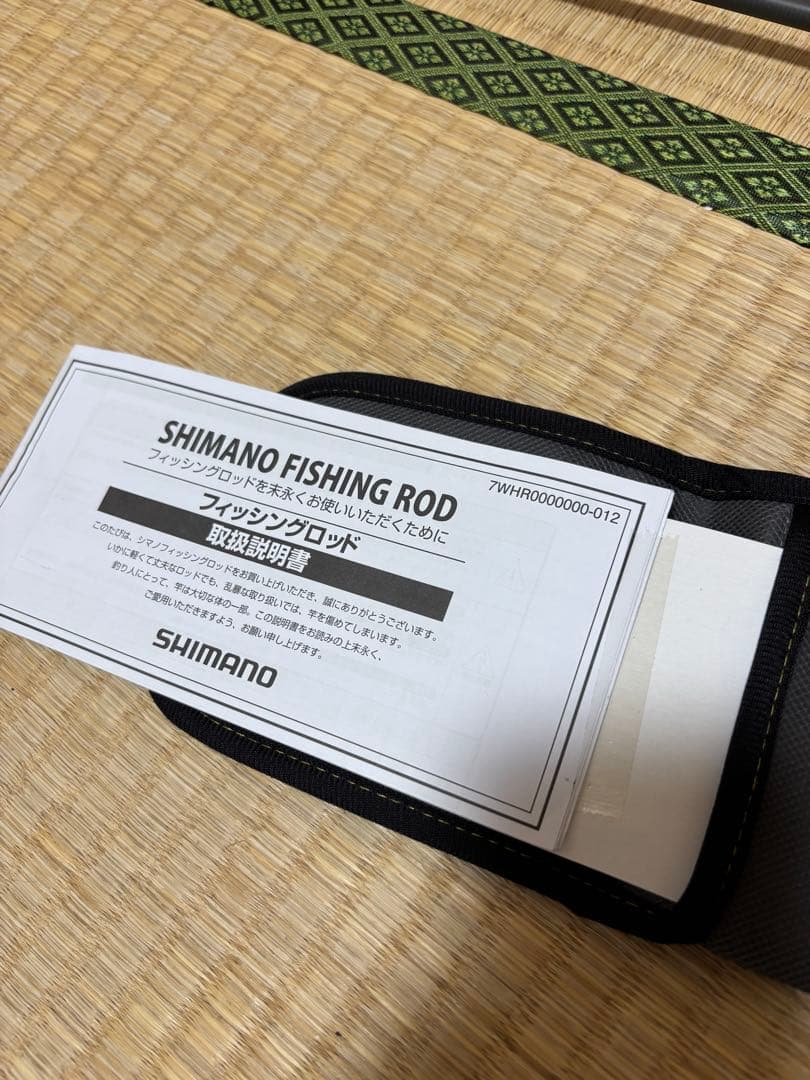 7WHR0000000-012
SHIMANO FISHING ROD
フィッシングロッドを末永くお使いいただくために
フィッシングロッド
取扱説明書
このたびは、シマノフィッシングロッドをお買い上げいただき、誠にありがとうございます。
いかに軽くて丈夫なロッドでも、乱暴な取り扱いでは、竿を傷めてしまいます。
釣り人にとって、竿は大切な体の一部。この説明書をお読みの上末永く、
ご愛用いただきますよう、お願い申し上げます。
SHIMANO